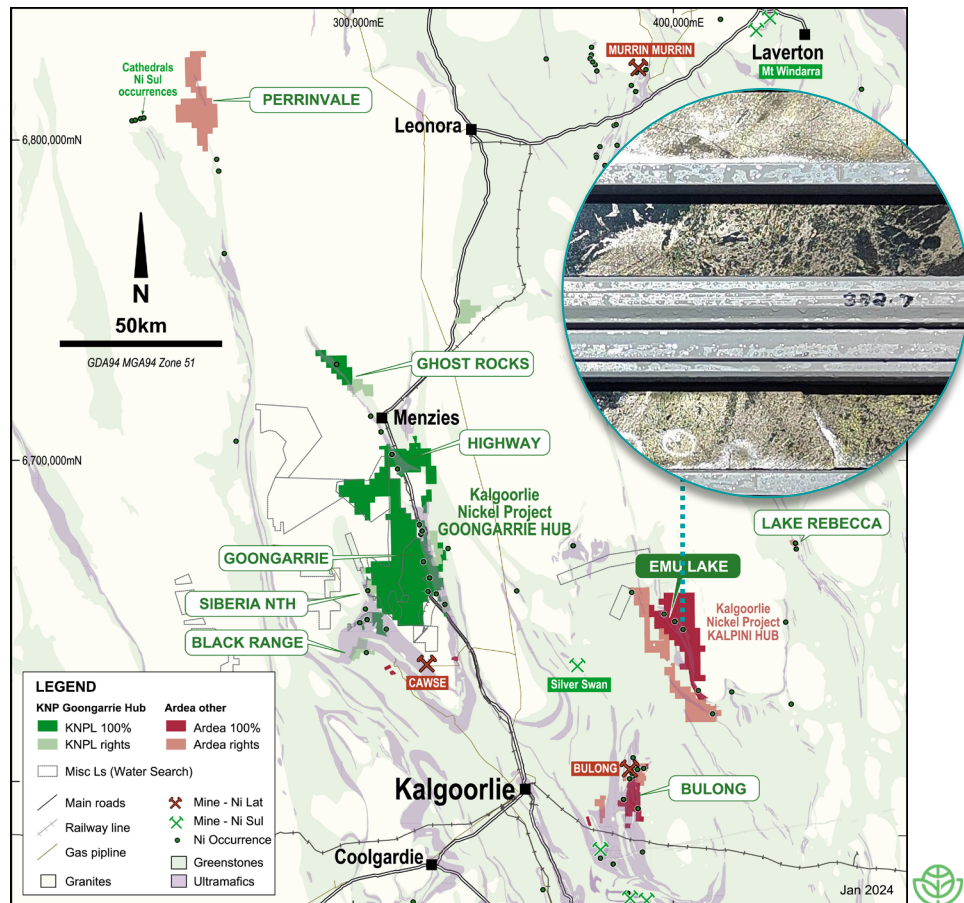 300,000mE
400,000mE
MURRIN MURRIN
Laverton
Mt Windarra
Cathedrals
Ni Sul
occurrences
PERRINVALE
Leonora
6,800,000mN
N
50km
GDA94 MGA94 Zone 51
332.7
GHOST ROCKS
Menzies
HIGHWAY
6,700,000mN
Kalgoorlie
Nickel Project
GOONGARRIE HUB
LAKE REBECCA
GOONGARRIE
EMU LAKE
SIBERIA NTH
Kalgoorlie
Nickel Project
KALPINI HUB
BLACK RANGE
CAWSE
Silver Swan
LEGEND
KNP Goongarrie Hub
Ardea other
KNPL 100%
Ardea 100%
KNPL rights
Ardea rights
Misc Ls (Water Search)
Main roads
Mine - Ni Lat
Railway line
Mine - Ni Sul
Gas pipline
Ni Occurrence
Greenstones
Granites
Ultramafics
BULONG
BULONG
Kalgoorlie
Coolgardie
Jan 2024